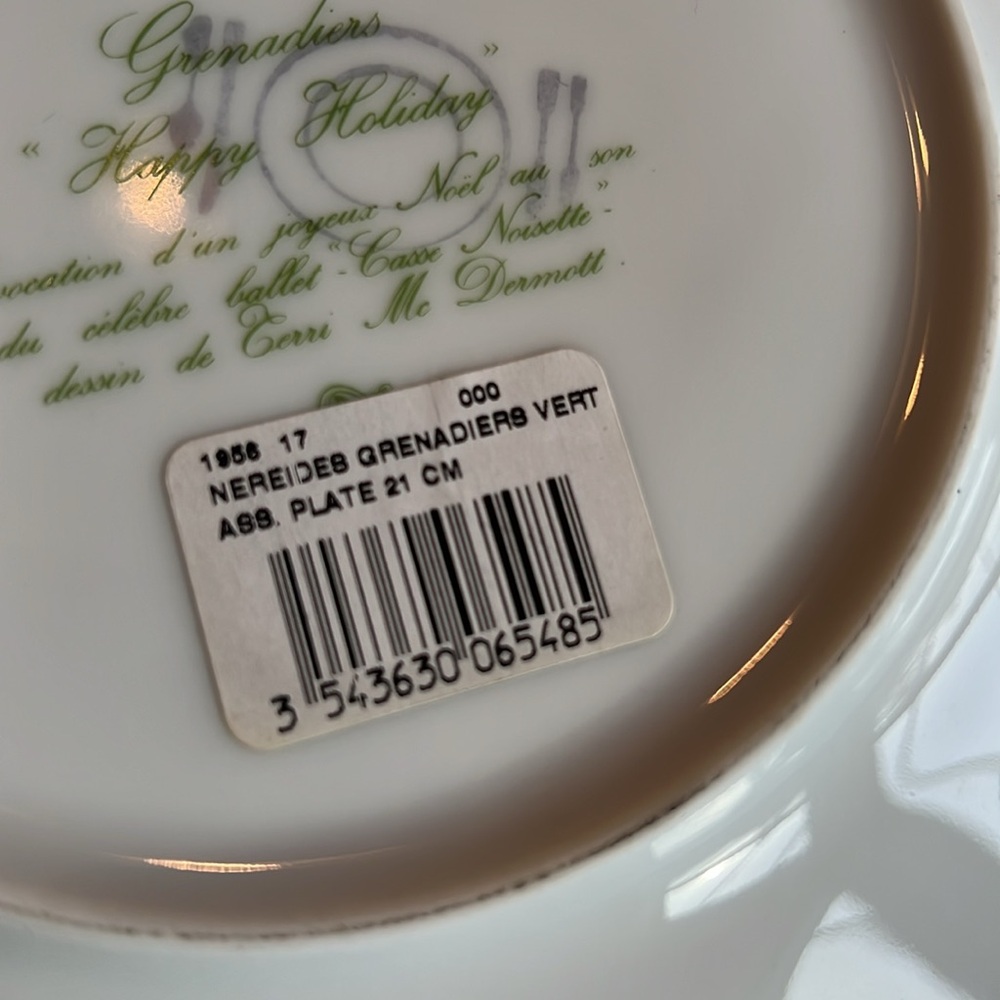 Grenadiers
« Happy Holiday »
vocation d'un joyeux Noël au son
du célèbre ballet "Casse Noisette"
dessin de Terri Mc Dermott.
1956 17 000
NEREIDES GRENADIERS VERT
ASS. PLATE 21 CM
3 543630 065485